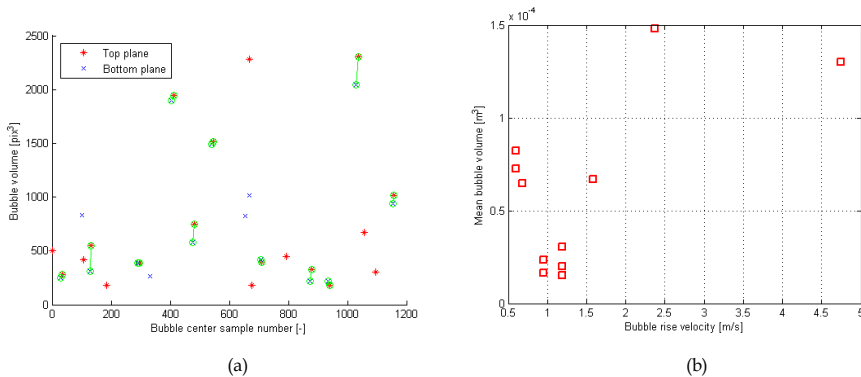 2500
2000
1500
1000
500
0
0 200 400 600 800 1000 1200
Bubble volume [pix³]
Bubble center sample number [-]
Top plane
Bottom plane
(a)
x 10⁻⁴
1.5
1
0.5
0
0.5 1 1.5 2 2.5 3 3.5 4 4.5 5
Mean bubble volume [m³]
Bubble rise velocity [m/s]
(b)